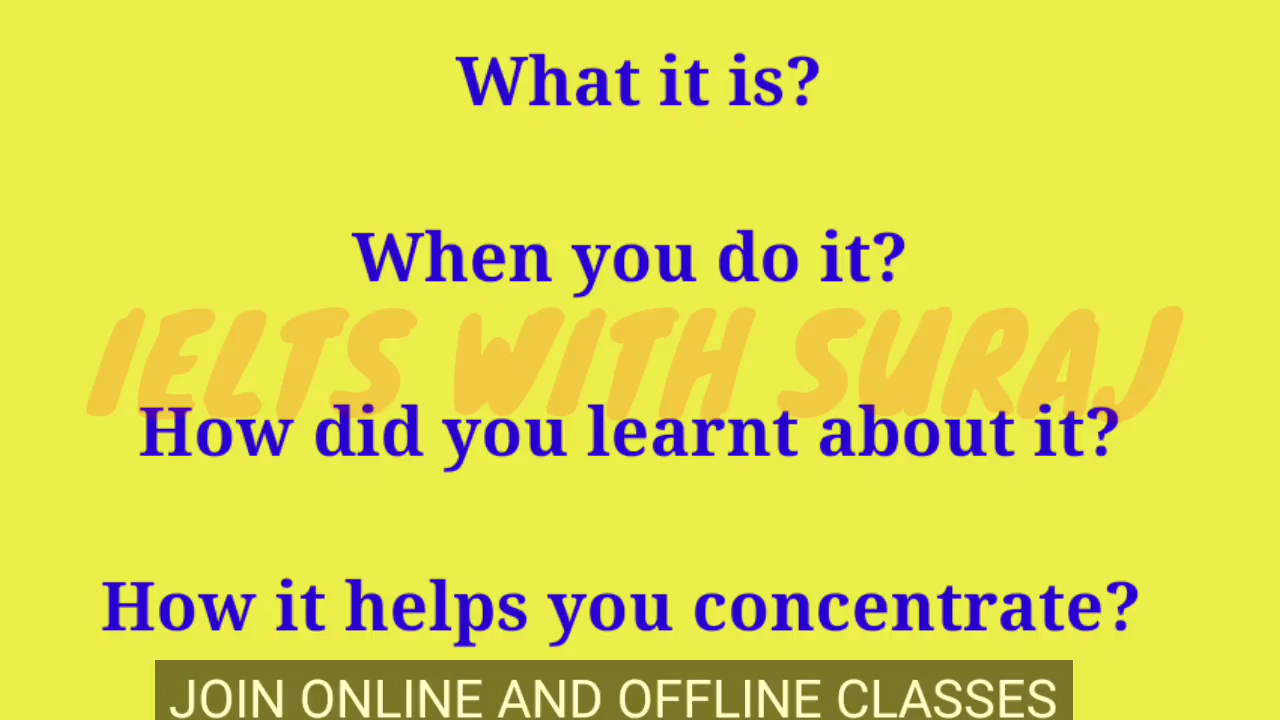 What it is?
When you do it?
IELTS WITH SURAJ
How did you learnt about it?
How it helps you concentrate?
JOIN ONLINE AND OFFLINE CLASSES